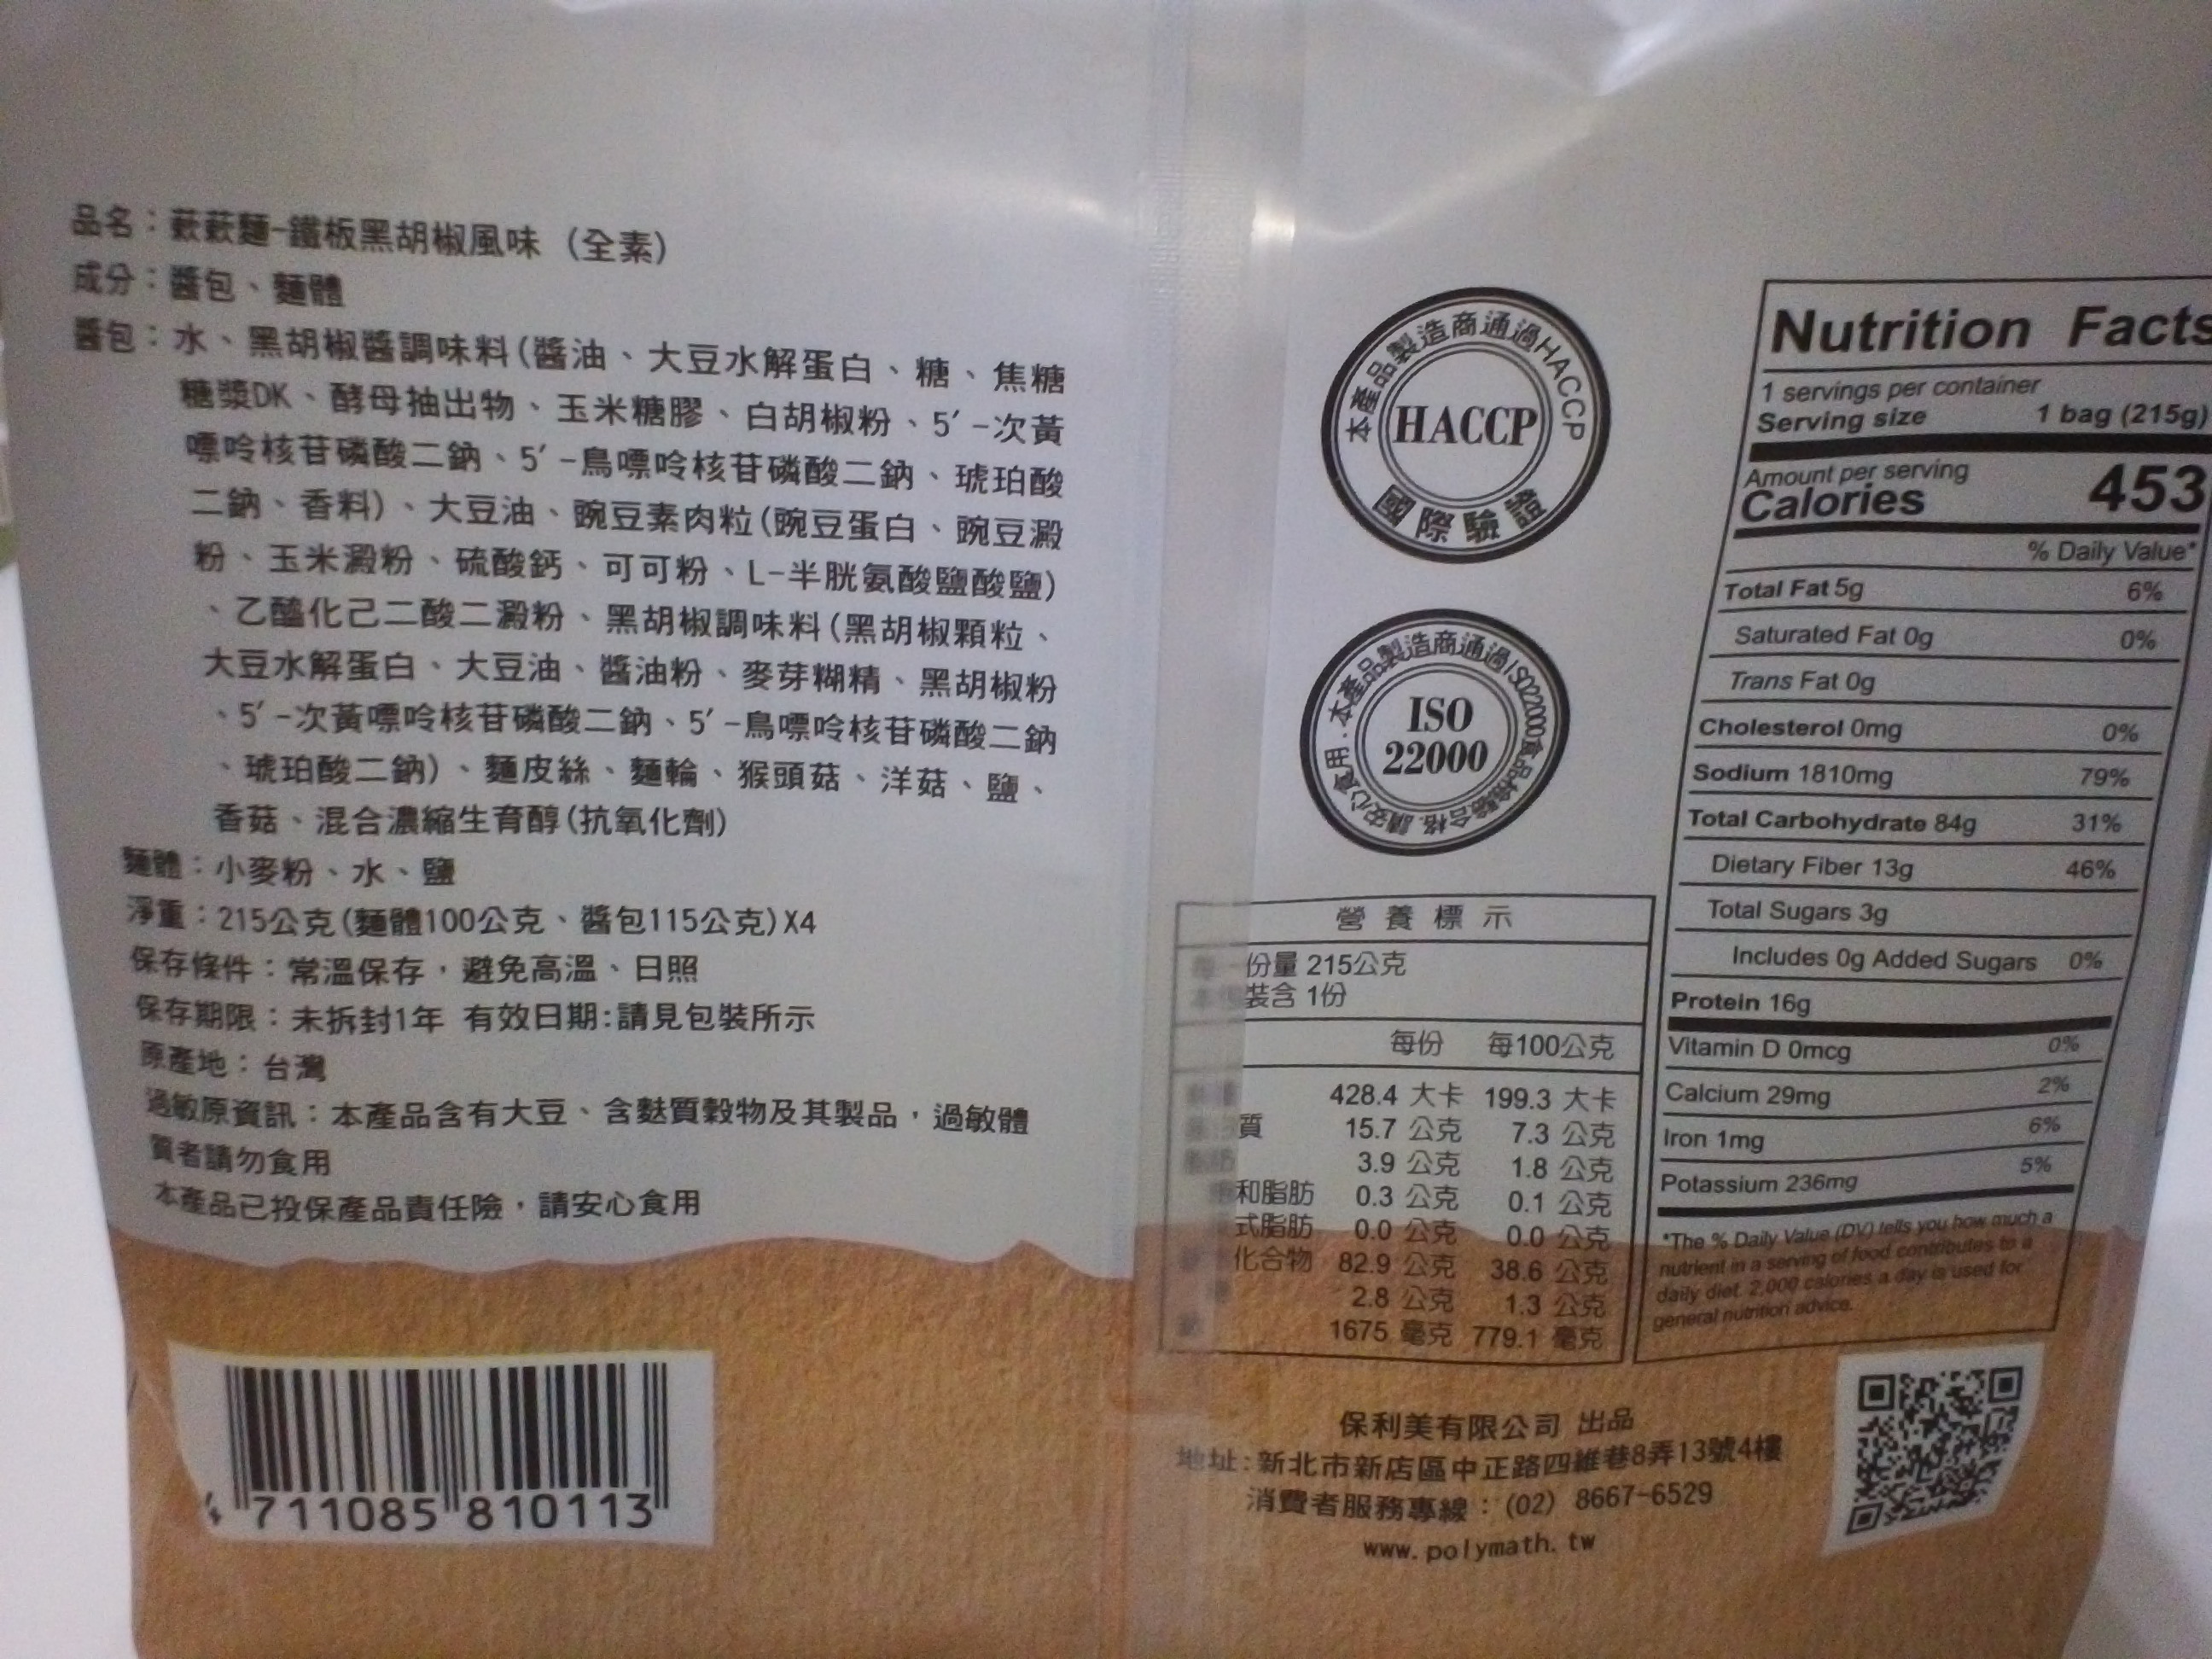 品名：蔌蔌麵-鐵板黑胡椒風味 (全素)
成分：醬包、麵體
醬包：水、黑胡椒醬調味料(醬油、大豆水解蛋白、糖、焦糖
糖漿DK、酵母抽出物、玉米糖膠、白胡椒粉、5'-次黃
嘌呤核苷磷酸二鈉、5'-鳥嘌呤核苷磷酸二鈉、琥珀酸
二鈉、香料)、大豆油、豌豆素肉粒(豌豆蛋白、豌豆澱
粉、玉米澱粉、硫酸鈣、可可粉、L-半胱氨酸鹽酸鹽)
、乙醯化己二酸二澱粉、黑胡椒調味料(黑胡椒顆粒、
大豆水解蛋白、大豆油、醬油粉、麥芽糊精、黑胡椒粉
、5'-次黃嘌呤核苷磷酸二鈉、5'-鳥嘌呤核苷磷酸二鈉
、琥珀酸二鈉)、麵皮絲、麵輪、猴頭菇、洋菇、鹽、
香菇、混合濃縮生育醇(抗氧化劑)
麵體：小麥粉、水、鹽
淨重：215公克(麵體100公克、醬包115公克)X4
保存條件：常溫保存，避免高溫、日照
保存期限：未拆封1年 有效日期:請見包裝所示
原產地：台灣
過敏原資訊：本產品含有大豆、含麩質穀物及其製品，過敏體
質者請勿食用
本產品已投保產品責任險，請安心食用
4 711085 810113
本產品製造商通過HACCP
HACCP
國際驗證
本產品製造商通過ISO22000食品檢驗合格.請安心食用.
ISO
22000
營養標示
份量 215公克
裝含 1份
每份 每100公克
428.4 大卡 199.3 大卡
質 15.7 公克 7.3 公克
3.9 公克 1.8 公克
和脂肪 0.3 公克 0.1 公克
式脂肪 0.0 公克 0.0 公克
化合物 82.9 公克 38.6 公克
2.8 公克 1.3 公克
1675 毫克 779.1 毫克
Nutrition Facts
1 servings per container
Serving size 1 bag (215g)
Amount per serving
Calories 453
% Daily Value*
Total Fat 5g 6%
Saturated Fat 0g 0%
Trans Fat 0g
Cholesterol 0mg 0%
Sodium 1810mg 79%
Total Carbohydrate 84g 31%
Dietary Fiber 13g 46%
Total Sugars 3g
Includes 0g Added Sugars 0%
Protein 16g
Vitamin D 0mcg 0%
Calcium 29mg 2%
Iron 1mg 6%
Potassium 236mg 5%
*The % Daily Value (DV) tells you how much a
nutrient in a serving of food contributes to a
daily diet. 2,000 calories a day is used for
general nutrition advice.
保利美有限公司 出品
地址:新北市新店區中正路四維巷8弄13號4樓
消費者服務專線：(02) 8667-6529
www.polymath.tw